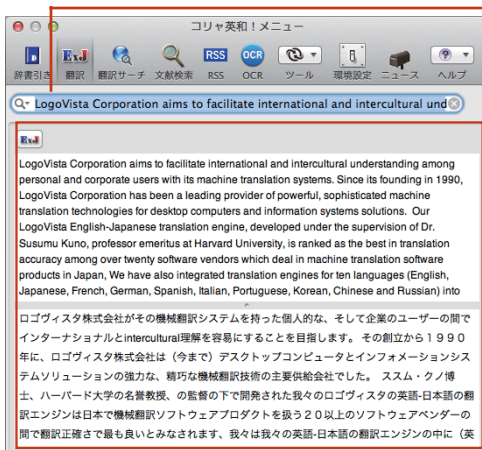 コリャ英和！メニュー
辞書引き 翻訳 翻訳サーチ 文献検索 RSS OCR ツール 環境設定 ニュース ヘルプ
ExJ RSS OCR ?
LogoVista Corporation aims to facilitate international and intercultural und
ExJ
LogoVista Corporation aims to facilitate international and intercultural understanding among
personal and corporate users with its machine translation systems. Since its founding in 1990,
LogoVista Corporation has been a leading provider of powerful, sophisticated machine
translation technologies for desktop computers and information systems solutions.  Our
LogoVista English-Japanese translation engine, developed under the supervision of Dr.
Susumu Kuno, professor emeritus at Harvard University, is ranked as the best in translation
accuracy among over twenty software vendors which deal in machine translation software
products in Japan, We have also integrated translation engines for ten languages (English,
Japanese, French, German, Spanish, Italian, Portuguese, Korean, Chinese and Russian) into
ロゴヴィスタ株式会社がその機械翻訳システムを持った個人的な、そして企業のユーザーの間で
インターナショナルとintercultural理解を容易にすることを目指します。 その創立から１９９０
年に、ロゴヴィスタ株式会社は（今まで）デスクトップコンピュータとインフォメーションシス
テムソリューションの強力な、精巧な機械翻訳技術の主要供給会社でした。 ススム・クノ博
士、ハーバード大学の名誉教授、の監督の下で開発された我々のロゴヴィスタの英語-日本語の翻
訳エンジンは日本で機械翻訳ソフトウェアプロダクトを扱う２０以上のソフトウェアベンダーの
間で翻訳正確さで最も良いとみなされます、我々は我々の英語-日本語の翻訳エンジンの中に（英